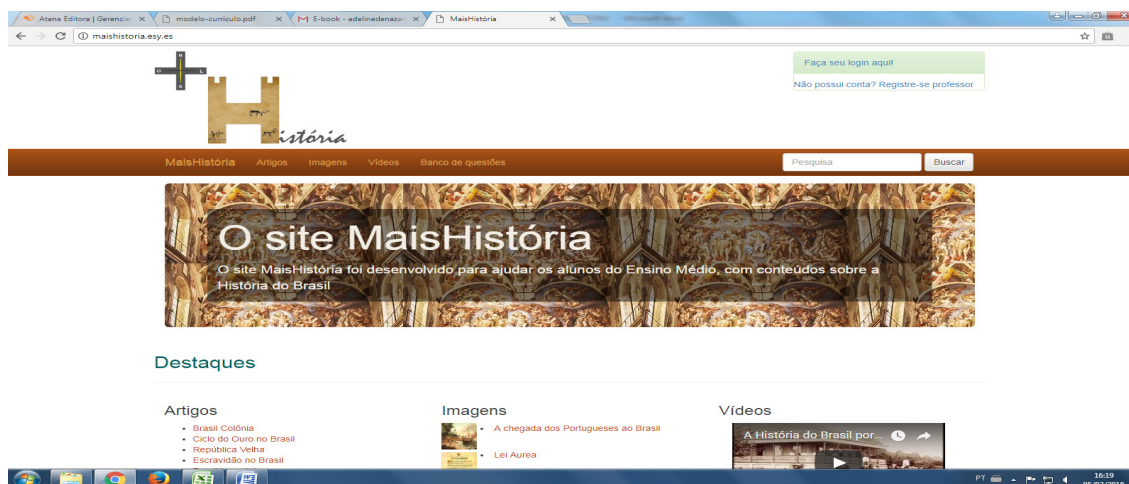 Atena Editora | Gerencia
modelo-curriculo.pdf
E-book - adelinedenazar
MaisHistória
maishistoria.esy.es
N
O L
S
istória
Faça seu login aqui!
Não possui conta? Registre-se professor
MaisHistória Artigos Imagens Vídeos Banco de questões
Pesquisa Buscar
O site MaisHistória
O site MaisHistória foi desenvolvido para ajudar os alunos do Ensino Médio, com conteúdos sobre a
História do Brasil
Destaques
Artigos
Brasil Colônia
Ciclo do Ouro no Brasil
República Velha
Escravidão no Brasil
Imagens
A chegada dos Portugueses ao Brasil
Lei Aurea
Vídeos
A História do Brasil por...
PT
16:19